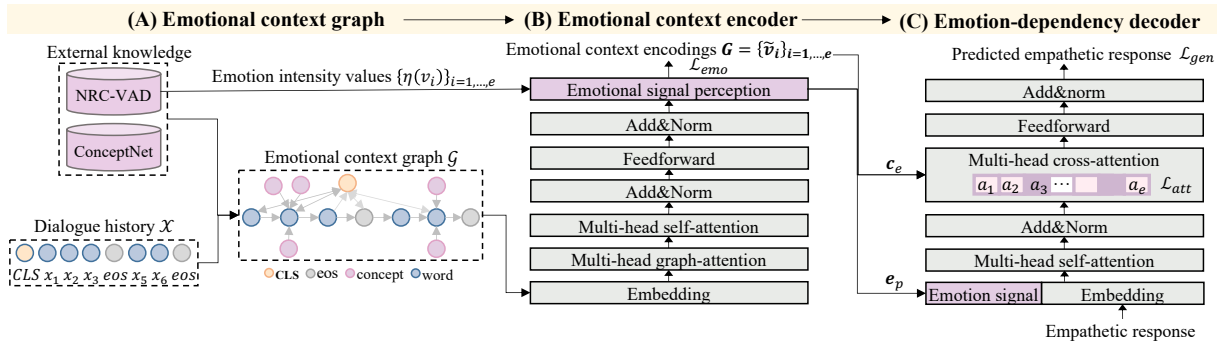 (A) Emotional context graph
(B) Emotional context encoder
(C) Emotion-dependency decoder
External knowledge
NRC-VAD
ConceptNet
Emotion intensity values {η(v_i)}_{i=1,...,e}
Dialogue history 𝒳
CLS x_1 x_2 x_3 eos x_5 x_6 eos
Emotional context graph 𝒢
CLS eos concept word
Emotional context encodings G = {ṽ_i}_{i=1,...,e}
ℒ_emo
Emotional signal perception
Add&Norm
Feedforward
Add&Norm
Multi-head self-attention
Multi-head graph-attention
Embedding
c_e
e_p
Predicted empathetic response ℒ_gen
Add&norm
Feedforward
Multi-head cross-attention
a_1 a_2 a_3 ··· a_e ℒ_att
Add&Norm
Multi-head self-attention
Emotion signal Embedding
Empathetic response